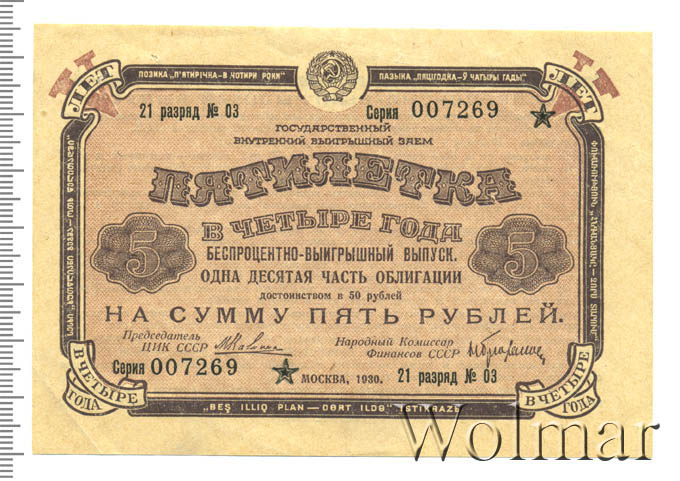 ЛЕТ
ПОЗИКА „П'ЯТИРІЧКА-В ЧОТИРИ РОКИ“
ПАЗЫКА „ПЯЦІГОДКА-Ў ЧАТЫРЫ ГАДЫ“
ЛЕТ
21 разряд № 03
Серия 007269
ГОСУДАРСТВЕННЫЙ
ВНУТРЕННИЙ ВЫИГРЫШНЫЙ ЗАЕМ
ПЯТИЛЕТКА
В ЧЕТЫРЕ ГОДА
5
5
БЕСПРОЦЕНТНО-ВЫИГРЫШНЫЙ ВЫПУСК.
ОДНА ДЕСЯТАЯ ЧАСТЬ ОБЛИГАЦИИ
достоинством в 50 рублей
НА СУММУ ПЯТЬ РУБЛЕЙ.
Председатель
ЦИК СССР
Народный Комиссар
Финансов СССР
Серия 007269
МОСКВА, 1930.
21 разряд № 03
В ЧЕТЫРЕ
ГОДА
В ЧЕТЫРЕ
ГОДА
„BEŞ ILLIQ PLAN — DƏRT ILDƏ“ ISTIKRAZЬ
Wolmar